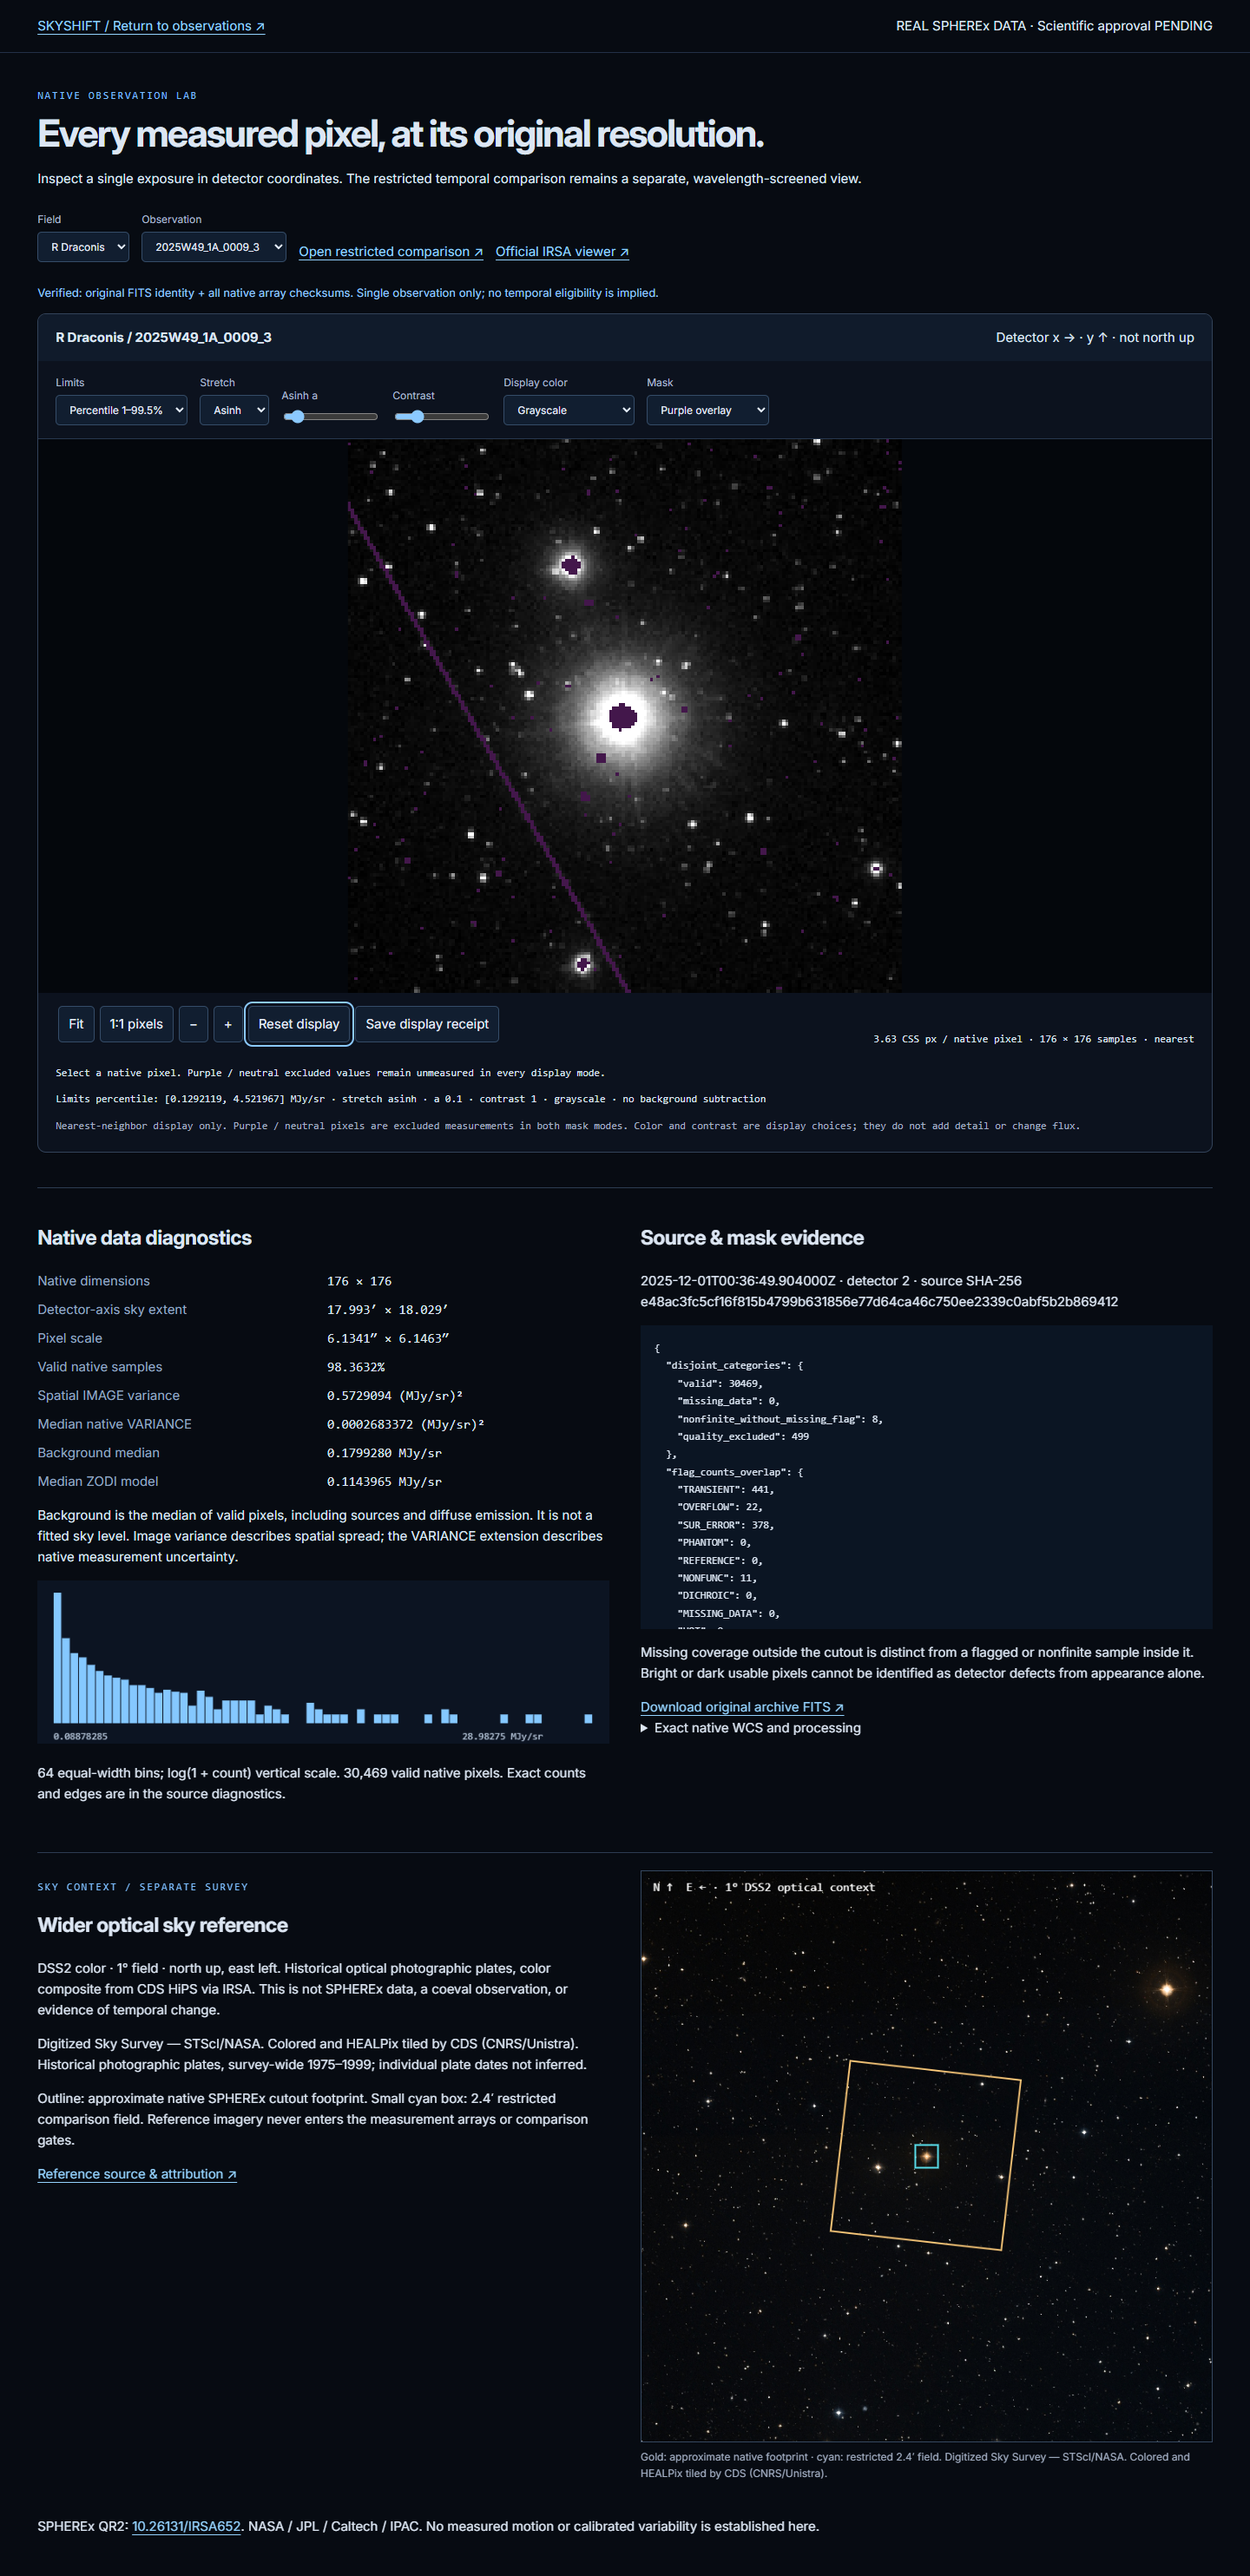 SKYSHIFT / Return to observations ↗
REAL SPHEREx DATA · Scientific approval PENDING
NATIVE OBSERVATION LAB
Every measured pixel, at its original resolution.
Inspect a single exposure in detector coordinates. The restricted temporal comparison remains a separate, wavelength-screened view.
Field
Observation
R Draconis
2025W49_1A_0009_3
Open restricted comparison ↗
Official IRSA viewer ↗
Verified: original FITS identity + all native array checksums. Single observation only; no temporal eligibility is implied.
R Draconis / 2025W49_1A_0009_3
Detector x → · y ↑ · not north up
Limits
Stretch
Asinh a
Contrast
Display color
Mask
Percentile 1–99.5%
Asinh
Grayscale
Purple overlay
Fit
1:1 pixels
−
+
Reset display
Save display receipt
3.63 CSS px / native pixel · 176 × 176 samples · nearest
Select a native pixel. Purple / neutral excluded values remain unmeasured in every display mode.
Limits percentile: [0.1292119, 4.521967] MJy/sr · stretch asinh · a 0.1 · contrast 1 · grayscale · no background subtraction
Nearest-neighbor display only. Purple / neutral pixels are excluded measurements in both mask modes. Color and contrast are display choices; they do not add detail or change flux.
Native data diagnostics
Native dimensions 176 × 176
Detector-axis sky extent 17.993′ × 18.029′
Pixel scale 6.1341″ × 6.1463″
Valid native samples 98.3632%
Spatial IMAGE variance 0.5729094 (MJy/sr)²
Median native VARIANCE 0.0002683372 (MJy/sr)²
Background median 0.1799280 MJy/sr
Median ZODI model 0.1143965 MJy/sr
Background is the median of valid pixels, including sources and diffuse emission. It is not a
fitted sky level. Image variance describes spatial spread; the VARIANCE extension describes
native measurement uncertainty.
0.08878285
28.98275 MJy/sr
64 equal-width bins; log(1 + count) vertical scale. 30,469 valid native pixels. Exact counts
and edges are in the source diagnostics.
Source & mask evidence
2025-12-01T00:36:49.904000Z · detector 2 · source SHA-256
e48ac3fc5cf16f815b4799b631856e77d64ca46c750ee2339c0abf5b2b869412
{
"disjoint_categories": {
"valid": 30469,
"missing_data": 0,
"nonfinite_without_missing_flag": 8,
"quality_excluded": 499
},
"flag_counts_overlap": {
"TRANSIENT": 441,
"OVERFLOW": 22,
"SUR_ERROR": 378,
"PHANTOM": 0,
"REFERENCE": 0,
"NONFUNC": 11,
"DICHROIC": 0,
"MISSING_DATA": 0,
Missing coverage outside the cutout is distinct from a flagged or nonfinite sample inside it.
Bright or dark usable pixels cannot be identified as detector defects from appearance alone.
Download original archive FITS ↗
▶ Exact native WCS and processing
SKY CONTEXT / SEPARATE SURVEY
Wider optical sky reference
DSS2 color · 1° field · north up, east left. Historical optical photographic plates, color
composite from CDS HiPS via IRSA. This is not SPHEREx data, a coeval observation, or
evidence of temporal change.
Digitized Sky Survey — STScI/NASA. Colored and HEALPix tiled by CDS (CNRS/Unistra).
Historical photographic plates, survey-wide 1975–1999; individual plate dates not inferred.
Outline: approximate native SPHEREx cutout footprint. Small cyan box: 2.4′ restricted
comparison field. Reference imagery never enters the measurement arrays or comparison
gates.
Reference source & attribution ↗
N ↑ E ← · 1° DSS2 optical context
Gold: approximate native footprint · cyan: restricted 2.4′ field. Digitized Sky Survey — STScI/NASA. Colored and
HEALPix tiled by CDS (CNRS/Unistra).
SPHEREx QR2: 10.26131/IRSA652. NASA / JPL / Caltech / IPAC. No measured motion or calibrated variability is established here.